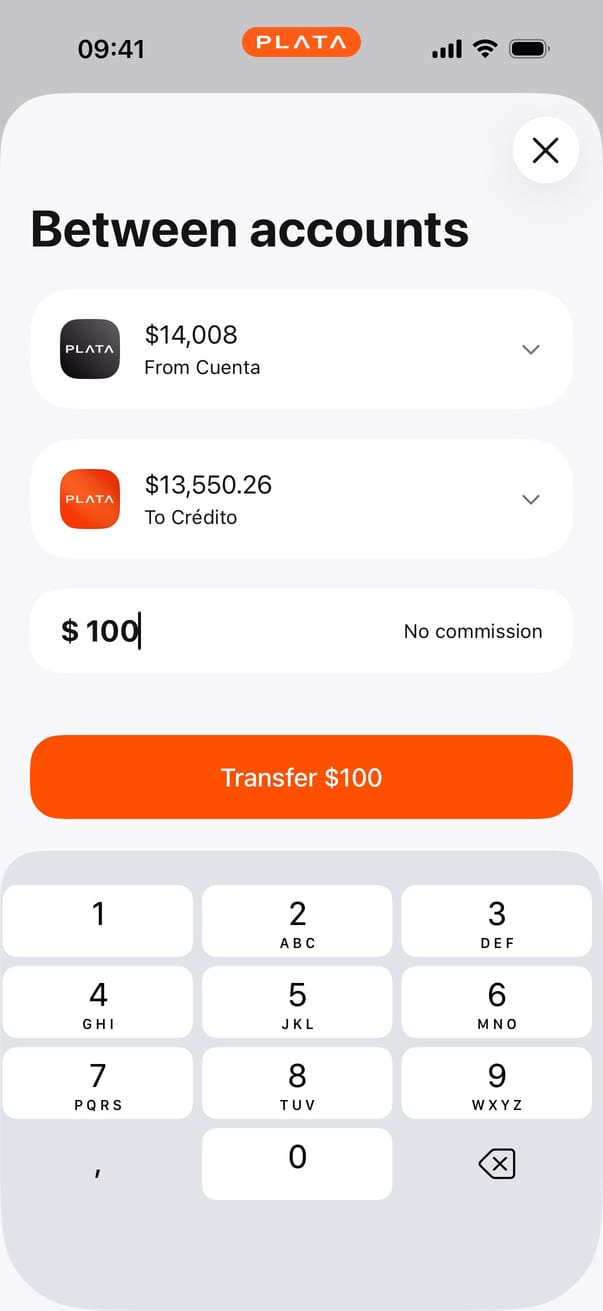 09:41
PLATA
Between accounts
PLATA
$14,008
From Cuenta
PLATA
$13,550.26
To Crédito
$ 100
No commission
Transfer $100
1
2
ABC
3
DEF
4
GHI
5
JKL
6
MNO
7
PQRS
8
TUV
9
WXYZ
,
0